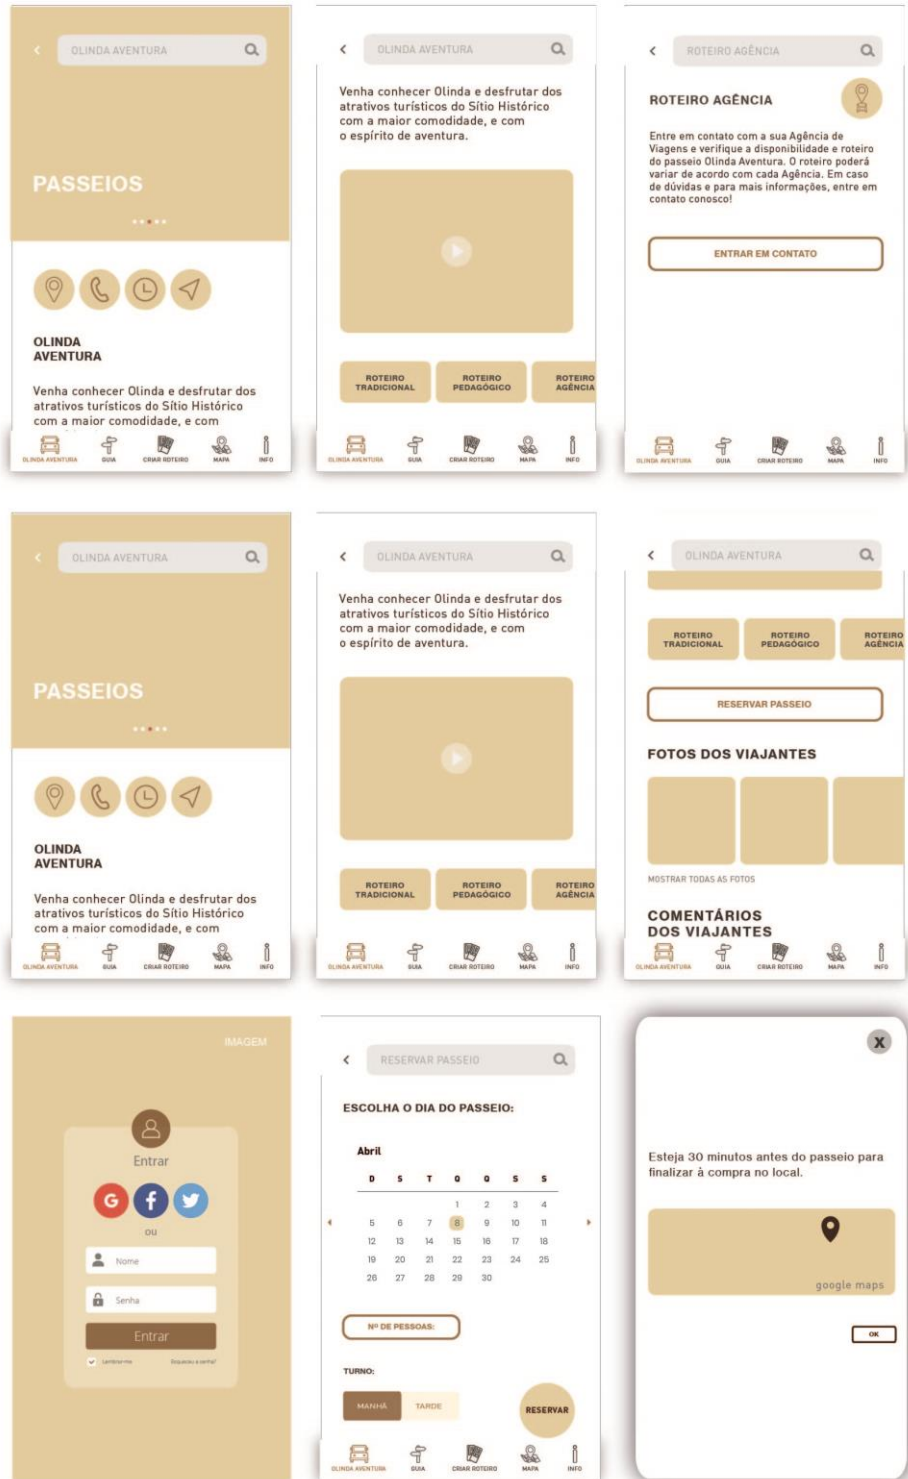 OLINDA AVENTURA
PASSEIOS
OLINDA
AVENTURA
Venha conhecer Olinda e desfrutar dos
atrativos turísticos do Sítio Histórico
com a maior comodidade, e com
OLINDA AVENTURA
GUIA
CRIAR ROTEIRO
MAPA
INFO
OLINDA AVENTURA
Venha conhecer Olinda e desfrutar dos
atrativos turísticos do Sítio Histórico
com a maior comodidade, e com
o espírito de aventura.
ROTEIRO
TRADICIONAL
ROTEIRO
PEDAGÓGICO
ROTEIRO
AGÊNCIA
OLINDA AVENTURA
GUIA
CRIAR ROTEIRO
MAPA
INFO
ROTEIRO AGÊNCIA
ROTEIRO AGÊNCIA
Entre em contato com a sua Agência de
Viagens e verifique a disponibilidade e roteiro
do passeio Olinda Aventura. O roteiro poderá
variar de acordo com cada Agência. Em caso
de dúvidas e para mais informações, entre em
contato conosco!
ENTRAR EM CONTATO
OLINDA AVENTURA
GUIA
CRIAR ROTEIRO
MAPA
INFO
OLINDA AVENTURA
PASSEIOS
OLINDA
AVENTURA
Venha conhecer Olinda e desfrutar dos
atrativos turísticos do Sítio Histórico
com a maior comodidade, e com
OLINDA AVENTURA
GUIA
CRIAR ROTEIRO
MAPA
INFO
OLINDA AVENTURA
Venha conhecer Olinda e desfrutar dos
atrativos turísticos do Sítio Histórico
com a maior comodidade, e com
o espírito de aventura.
ROTEIRO
TRADICIONAL
ROTEIRO
PEDAGÓGICO
ROTEIRO
AGÊNCIA
OLINDA AVENTURA
GUIA
CRIAR ROTEIRO
MAPA
INFO
OLINDA AVENTURA
ROTEIRO
TRADICIONAL
ROTEIRO
PEDAGÓGICO
ROTEIRO
AGÊNCIA
RESERVAR PASSEIO
FOTOS DOS VIAJANTES
MOSTRAR TODAS AS FOTOS
COMENTÁRIOS
DOS VIAJANTES
OLINDA AVENTURA
GUIA
CRIAR ROTEIRO
MAPA
INFO
IMAGEM
Entrar
G f
ou
Nome
Senha
Entrar
Lembrar-me
Esqueceu a senha?
RESERVAR PASSEIO
ESCOLHA O DIA DO PASSEIO:
Abril
D S T Q Q S S
1 2 3 4
5 6 7 8 9 10 11
12 13 14 15 16 17 18
19 20 21 22 23 24 25
26 27 28 29 30
Nº DE PESSOAS:
TURNO:
MANHÃ TARDE
RESERVAR
OLINDA AVENTURA
GUIA
CRIAR ROTEIRO
MAPA
INFO
X
Esteja 30 minutos antes do passeio para
finalizar à compra no local.
google maps
OK